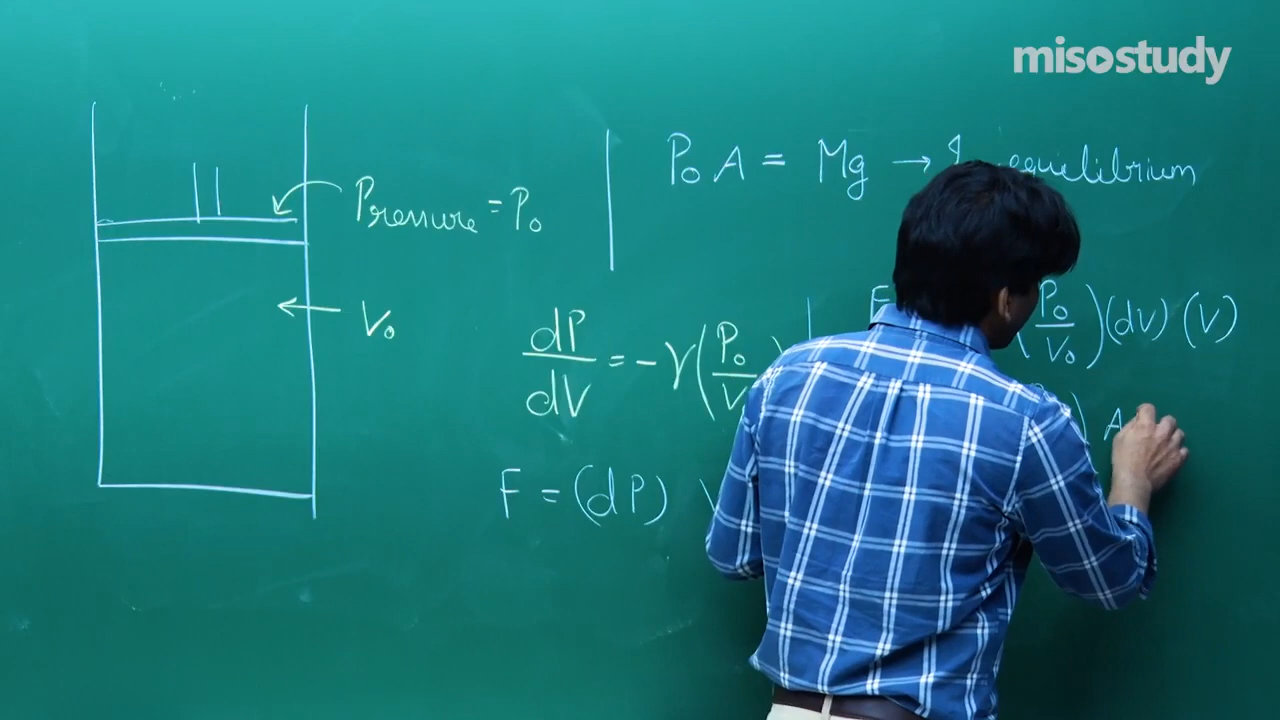 misostudy
P₀ A = Mg → equilibrium
Pressure = P₀
V₀
F (P₀/V₀)(dV) (V)
dP/dV = -γ(P₀/V
) A
F = (dP)